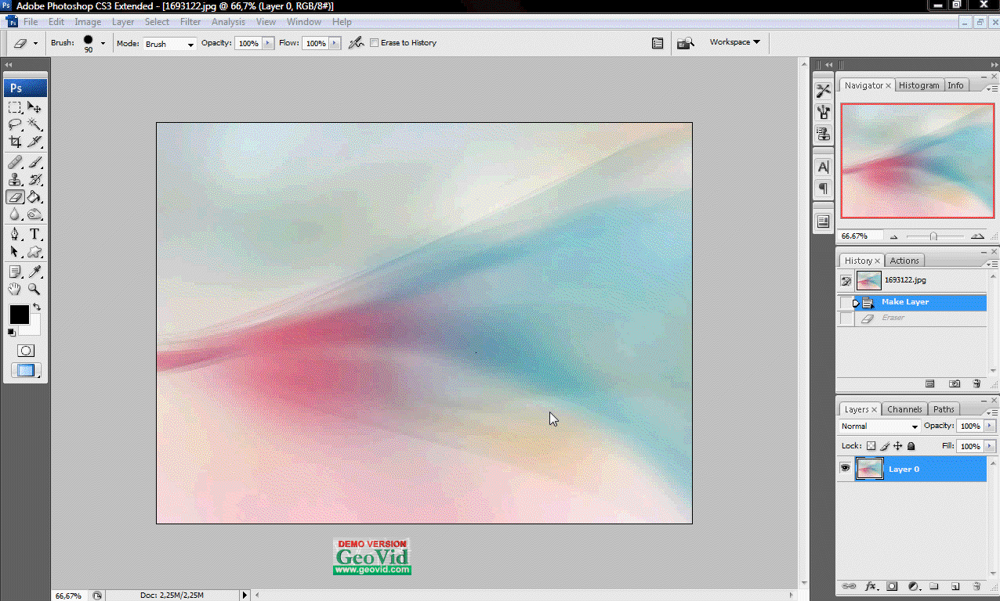 Adobe Photoshop CS3 Extended - [1693122.jpg @ 66,7% (Layer 0, RGB/8#)]
File Edit Image Layer Select Filter Analysis View Window Help
Brush: 90 Mode: Brush Opacity: 100% Flow: 100% Erase to History Workspace
Ps
Navigator Histogram Info
66.67%
History Actions
1693122.jpg
Make Layer
Eraser
Layers Channels Paths
Normal Opacity: 100%
Lock: Fill: 100%
Layer 0
DEMO VERSION
GeoVid
www.geovid.com
66,67% Doc: 2,25M/2,25M